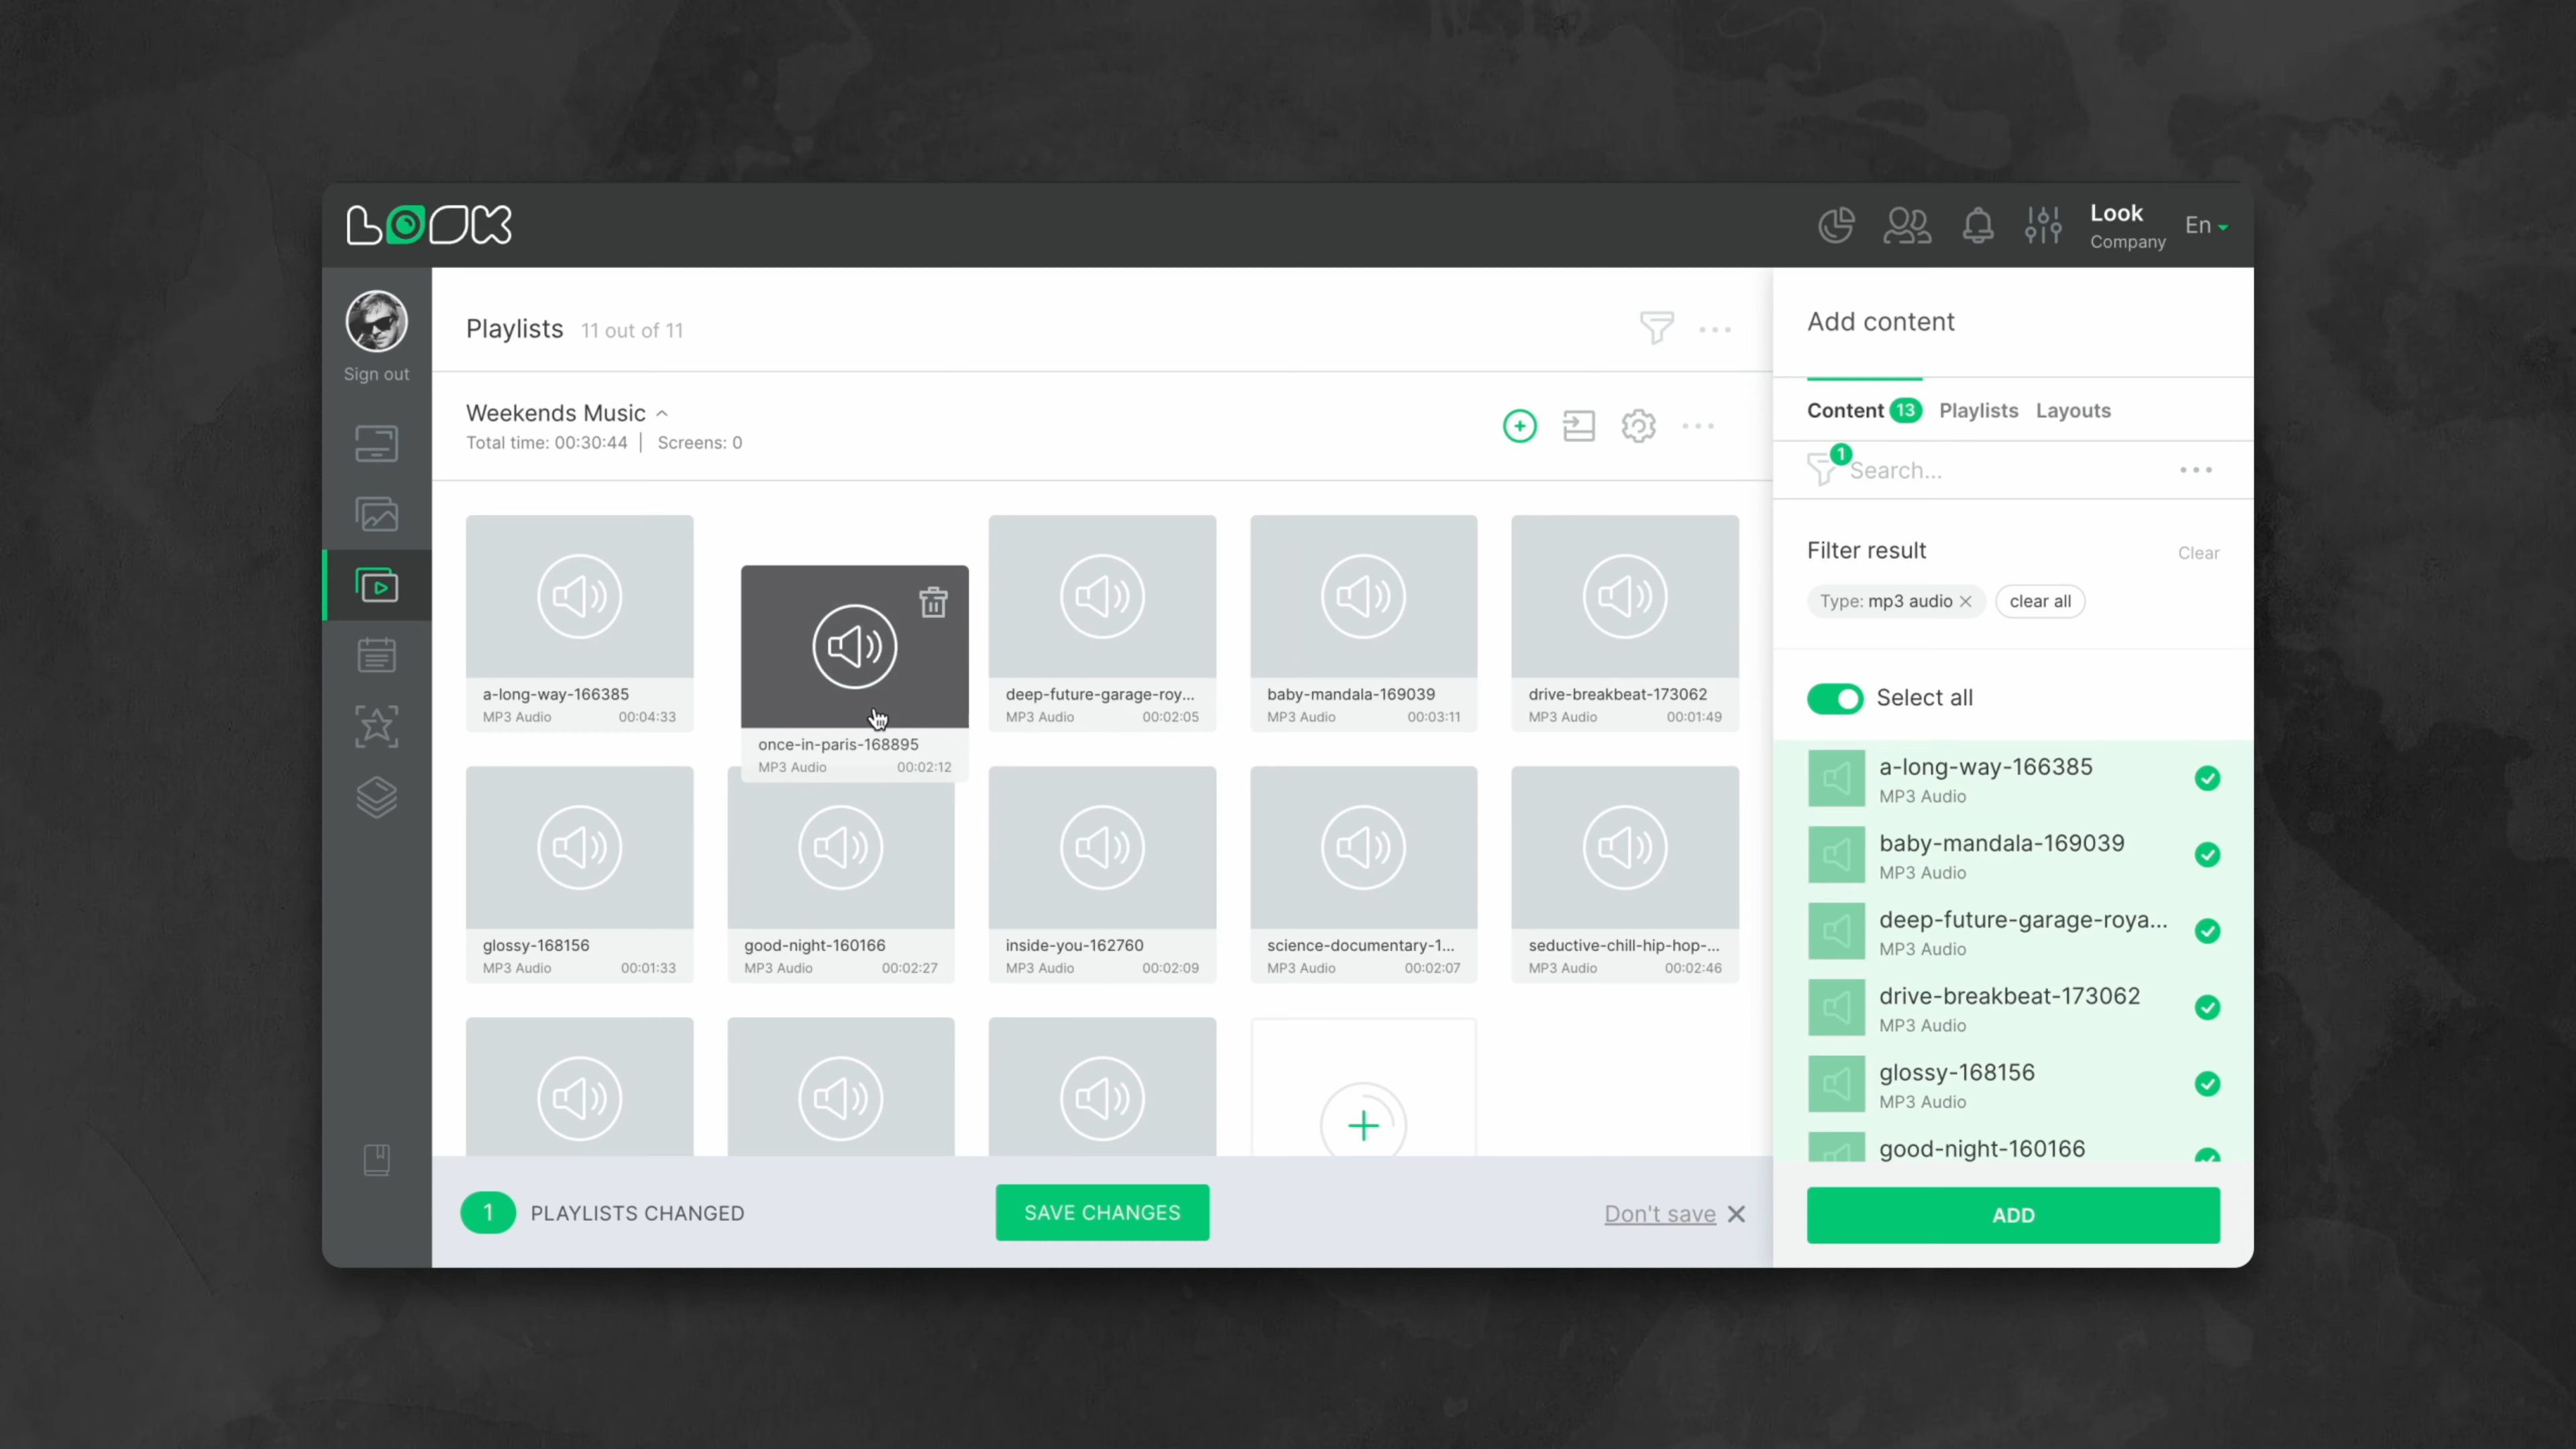 LOOK
Look
Company
En
Sign out
Playlists 11 out of 11
Weekends Music
Total time: 00:30:44 | Screens: 0
a-long-way-166385
MP3 Audio 00:04:33
once-in-paris-168895
MP3 Audio 00:02:12
deep-future-garage-roy...
MP3 Audio 00:02:05
baby-mandala-169039
MP3 Audio 00:03:11
drive-breakbeat-173062
MP3 Audio 00:01:49
glossy-168156
MP3 Audio 00:01:33
good-night-160166
MP3 Audio 00:02:27
inside-you-162760
MP3 Audio 00:02:09
science-documentary-1...
MP3 Audio 00:02:07
seductive-chill-hip-hop-...
MP3 Audio 00:02:46
1 PLAYLISTS CHANGED
SAVE CHANGES
Don't save
Add content
Content 13 Playlists Layouts
1 Search...
Filter result Clear
Type: mp3 audio clear all
Select all
a-long-way-166385
MP3 Audio
baby-mandala-169039
MP3 Audio
deep-future-garage-roya...
MP3 Audio
drive-breakbeat-173062
MP3 Audio
glossy-168156
MP3 Audio
good-night-160166
ADD